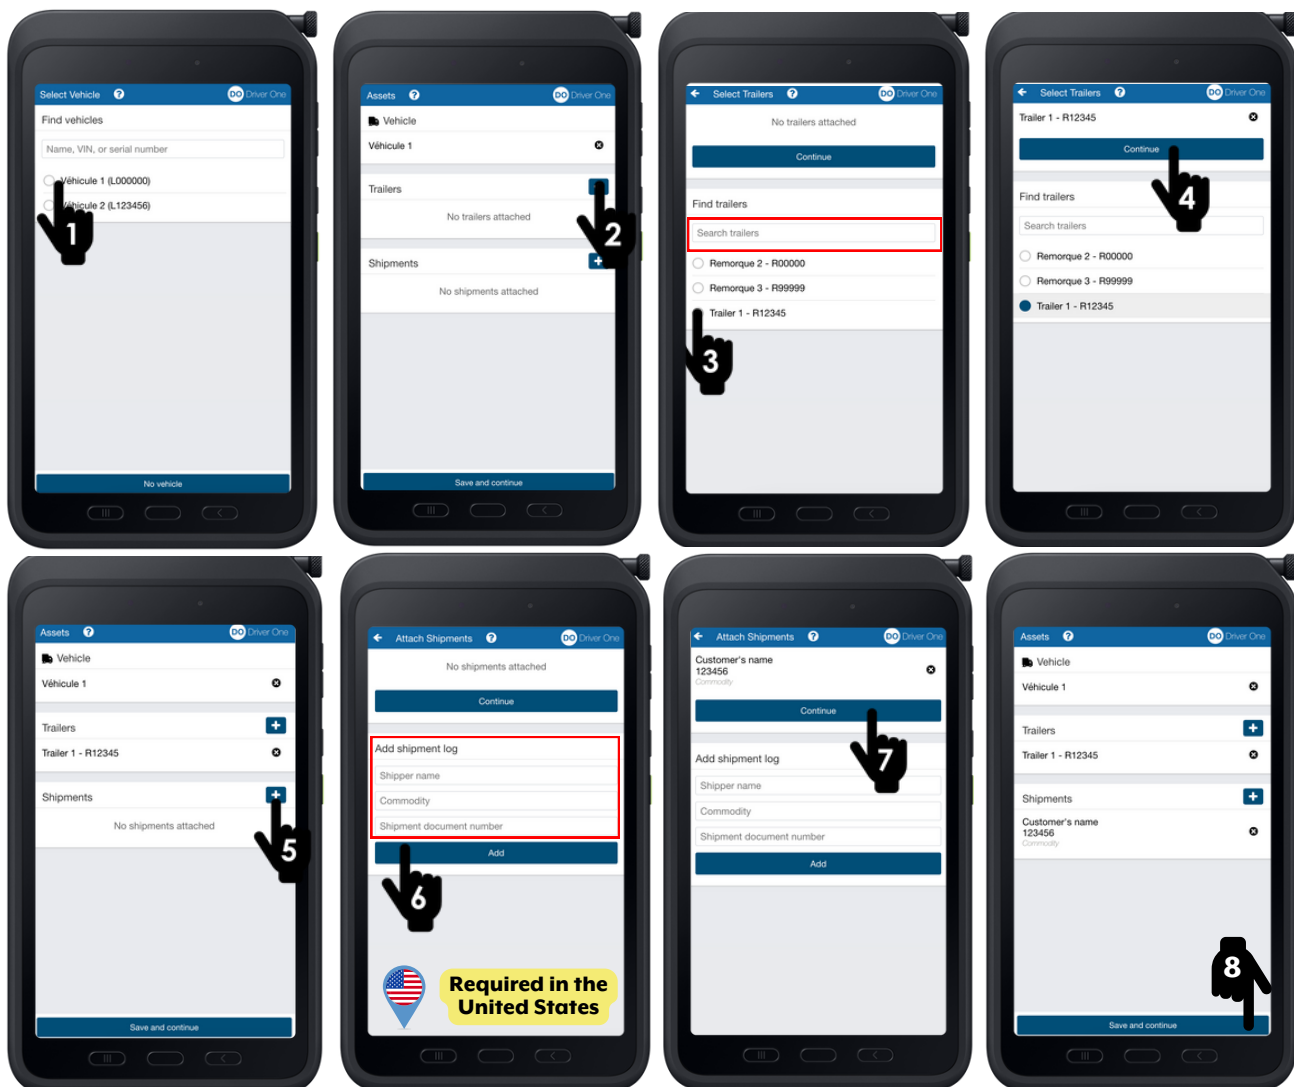 Select Vehicle ? DO Driver One
Find vehicles
Name, VIN, or serial number
Véhicule 1 (L000000)
Véhicule 2 (L123456)
1
No vehicle
Assets ? DO Driver One
Vehicle
Véhicule 1
Trailers
No trailers attached
2
Shipments +
No shipments attached
Save and continue
Select Trailers ? DO Driver One
No trailers attached
Continue
Find trailers
Search trailers
Remorque 2 - R00000
Remorque 3 - R99999
Trailer 1 - R12345
3
Select Trailers ? DO Driver One
Trailer 1 - R12345
Continue
4
Find trailers
Search trailers
Remorque 2 - R00000
Remorque 3 - R99999
Trailer 1 - R12345
Assets ? DO Driver One
Vehicle
Véhicule 1
Trailers +
Trailer 1 - R12345
Shipments +
No shipments attached
5
Save and continue
Attach Shipments ? DO Driver One
No shipments attached
Continue
Add shipment log
Shipper name
Commodity
Shipment document number
Add
6
Required in the
United States
Attach Shipments ? DO Driver One
Customer's name
123456
Commodity
Continue
7
Add shipment log
Shipper name
Commodity
Shipment document number
Add
Assets ? DO Driver One
Vehicle
Véhicule 1
Trailers +
Trailer 1 - R12345
Shipments +
Customer's name
123456
Commodity
8
Save and continue